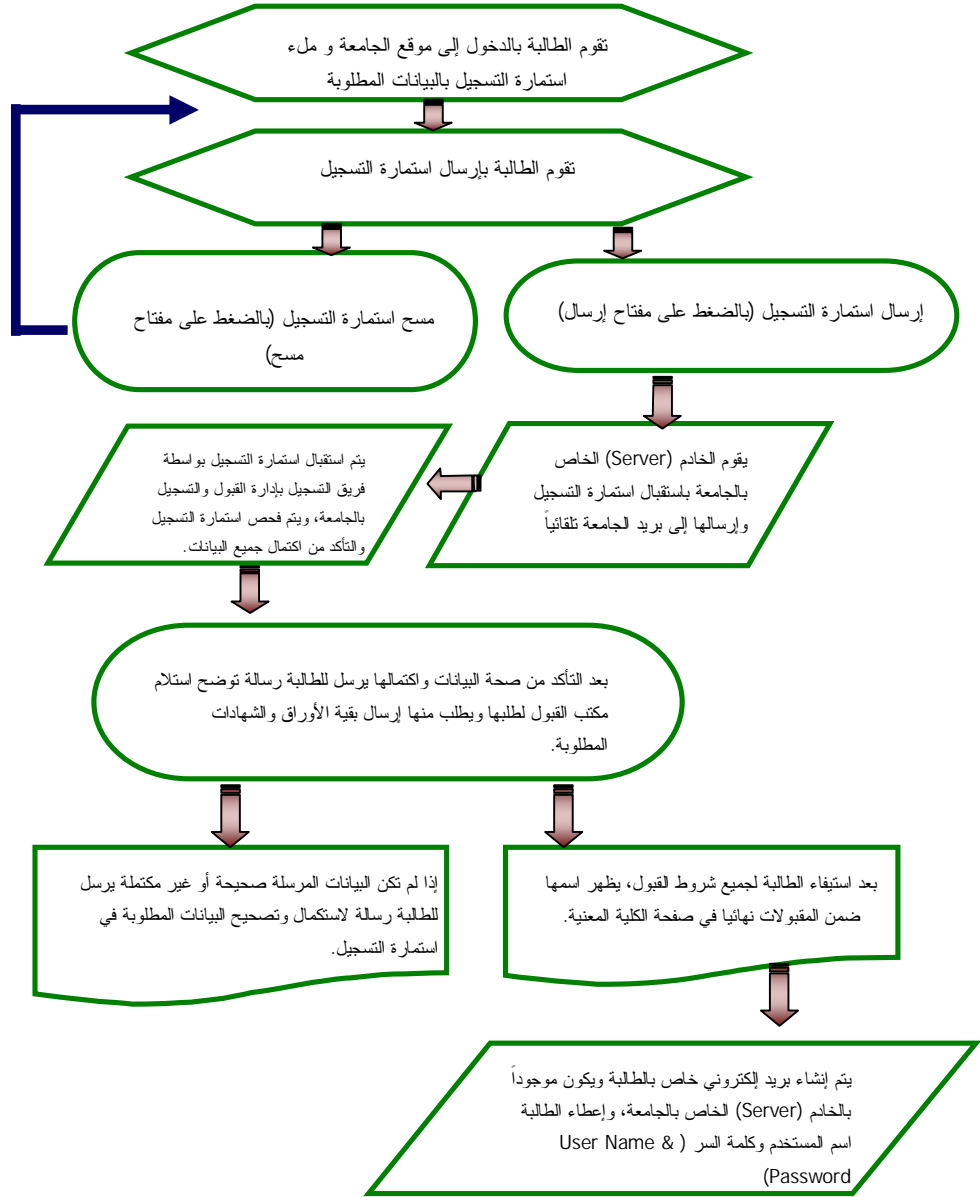 تقوم الطالبة بالدخول إلى موقع الجامعة و ملء
استمارة التسجيل بالبيانات المطلوبة
تقوم الطالبة بإرسال استمارة التسجيل
إرسال استمارة التسجيل (بالضغط على مفتاح إرسال)
مسح استمارة التسجيل (بالضغط على مفتاح
مسح)
يقوم الخادم (Server) الخاص
بالجامعة باستقبال استمارة التسجيل
وإرسالها إلى بريد الجامعة تلقائياً
يتم استقبال استمارة التسجيل بواسطة
فريق التسجيل بإدارة القبول والتسجيل
بالجامعة، ويتم فحص استمارة التسجيل
والتأكد من اكتمال جميع البيانات.
بعد التأكد من صحة البيانات واكتمالها يرسل للطالبة رسالة توضح استلام
مكتب القبول لطلبها ويطلب منها إرسال بقية الأوراق والشهادات
المطلوبة.
بعد استيفاء الطالبة لجميع شروط القبول، يظهر اسمها
ضمن المقبولات نهائيا في صفحة الكلية المعنية.
إذا لم تكن البيانات المرسلة صحيحة أو غير مكتملة يرسل
للطالبة رسالة لاستكمال وتصحيح البيانات المطلوبة في
استمارة التسجيل.
يتم إنشاء بريد إلكتروني خاص بالطالبة ويكون موجوداً
بالخادم (Server) الخاص بالجامعة، وإعطاء الطالبة
اسم المستخدم وكلمة السر ( User Name &
Password)